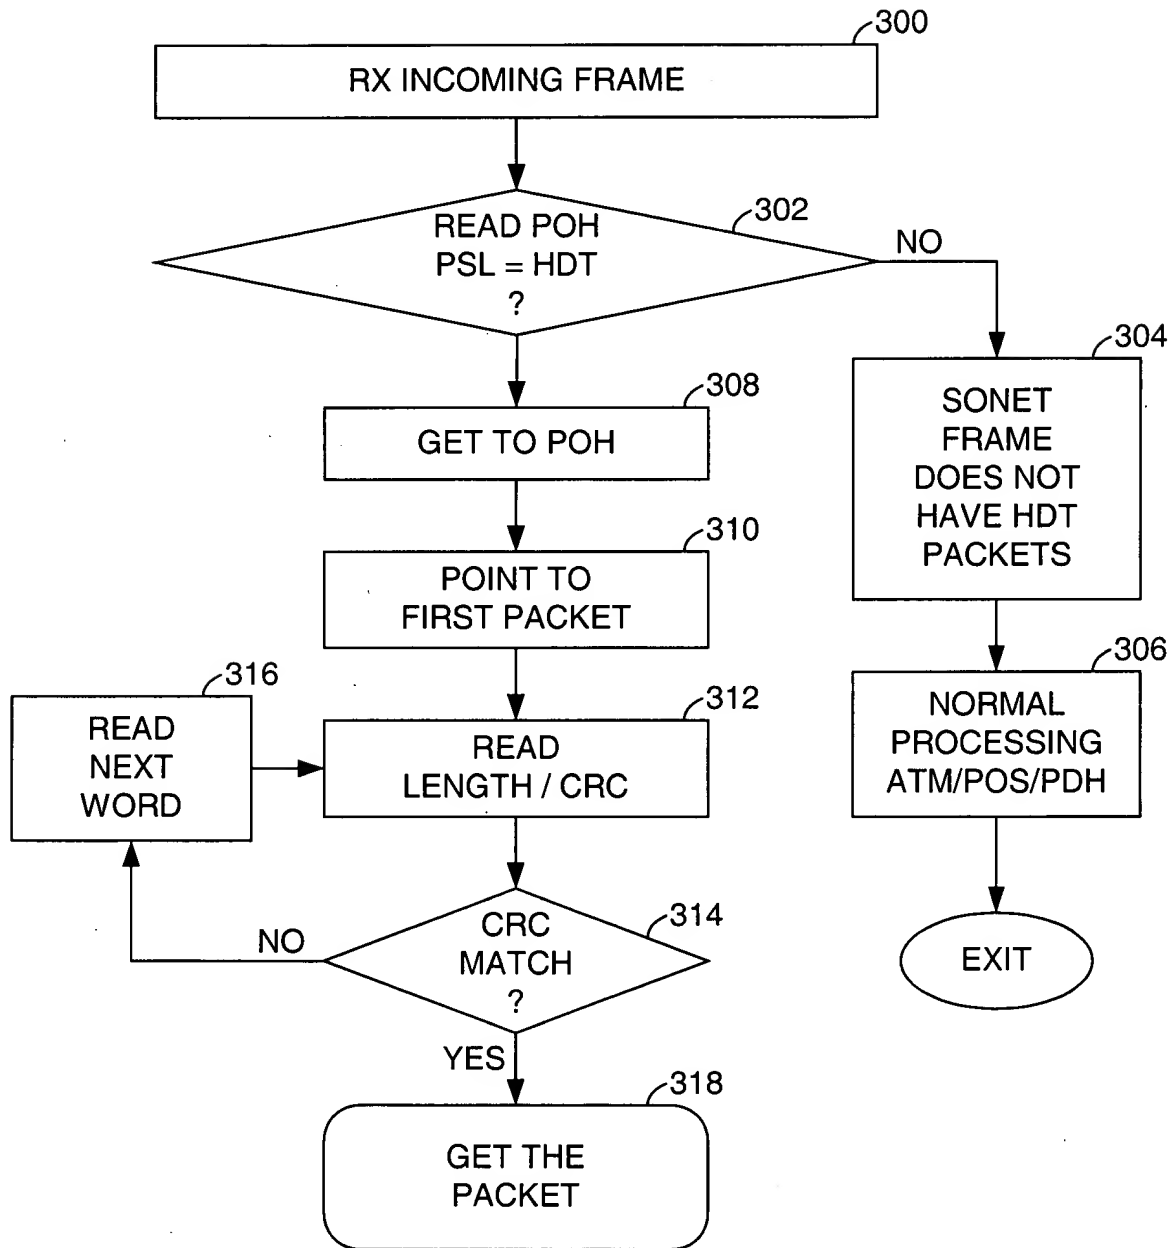 300
RX INCOMING FRAME
302
READ POH
PSL = HDT
?
NO
304
SONET
FRAME
DOES NOT
HAVE HDT
PACKETS
308
GET TO POH
310
POINT TO
FIRST PACKET
306
NORMAL
PROCESSING
ATM/POS/PDH
316
READ
NEXT
WORD
312
READ
LENGTH / CRC
314
CRC
MATCH
?
NO
EXIT
YES
318
GET THE
PACKET